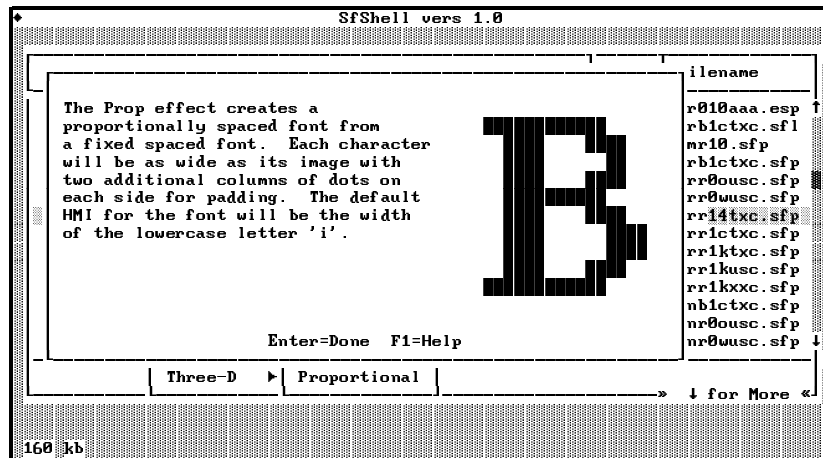 SfShell vers 1.0
ilename
The Prop effect creates a
proportionally spaced font from
a fixed spaced font.  Each character
will be as wide as its image with
two additional columns of dots on
each side for padding.  The default
HMI for the font will be the width
of the lowercase letter 'i'.
B
Enter=Done  F1=Help
r010aaa.esp ↑
rb1ctxc.sfl
mr10.sfp
rb1ctxc.sfp
rr0ousc.sfp
rr0wusc.sfp
rr14txc.sfp
rr1ctxc.sfp
rr1ktxc.sfp
rr1kusc.sfp
rr1kxxc.sfp
nb1ctxc.sfp
nr0ousc.sfp
nr0wusc.sfp ↓
Three-D ► Proportional
» ↓ for More «
160 kb